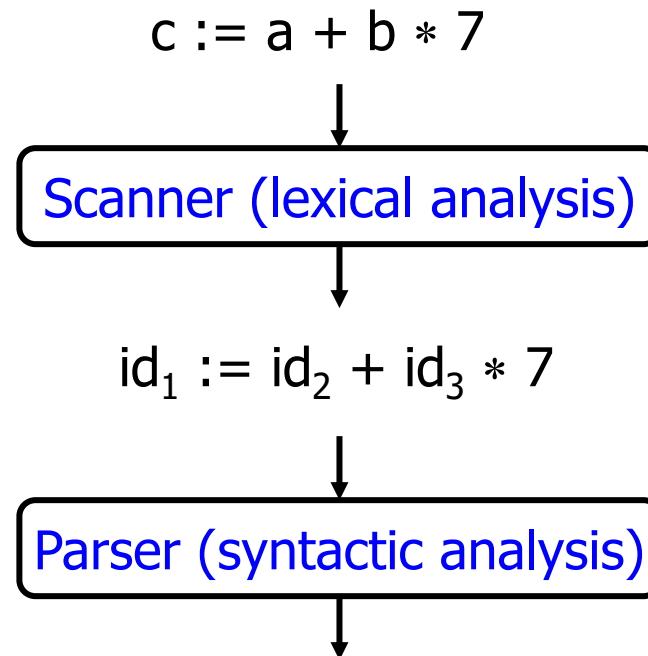 c := a + b * 7
Scanner (lexical analysis)
id₁ := id₂ + id₃ * 7
Parser (syntactic analysis)